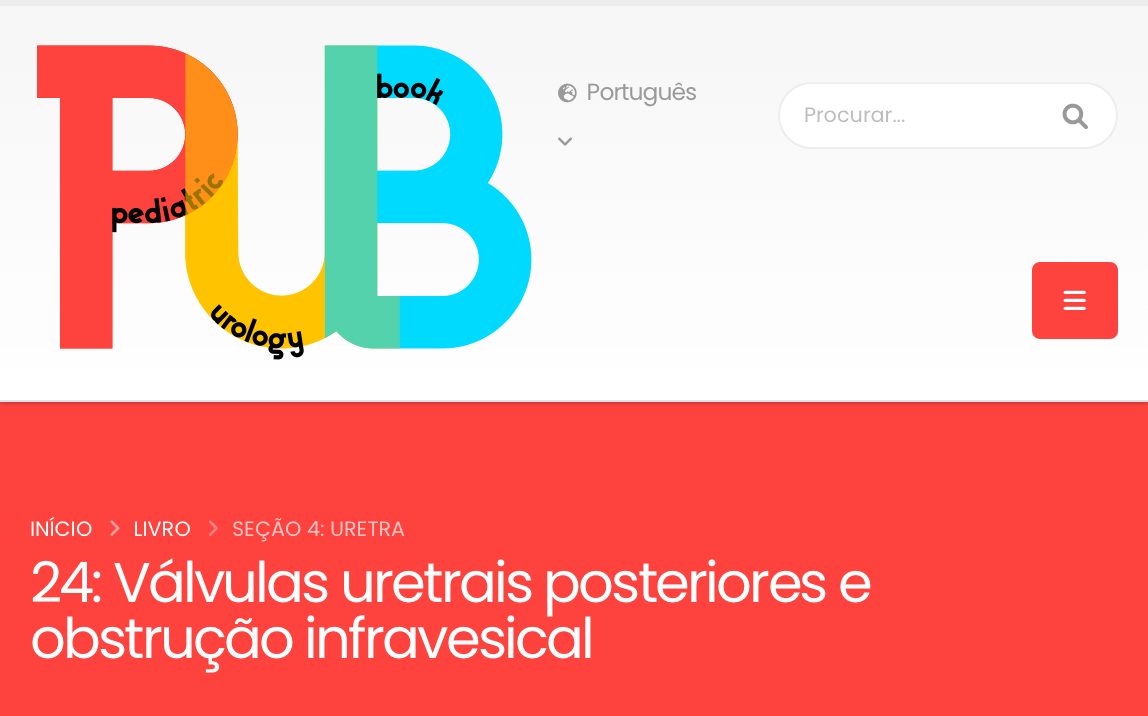 PUB
pediatric
urology
book
Português
Procurar...
INÍCIO > LIVRO > SEÇÃO 4: URETRA
24: Válvulas uretrais posteriores e
obstrução infravesical